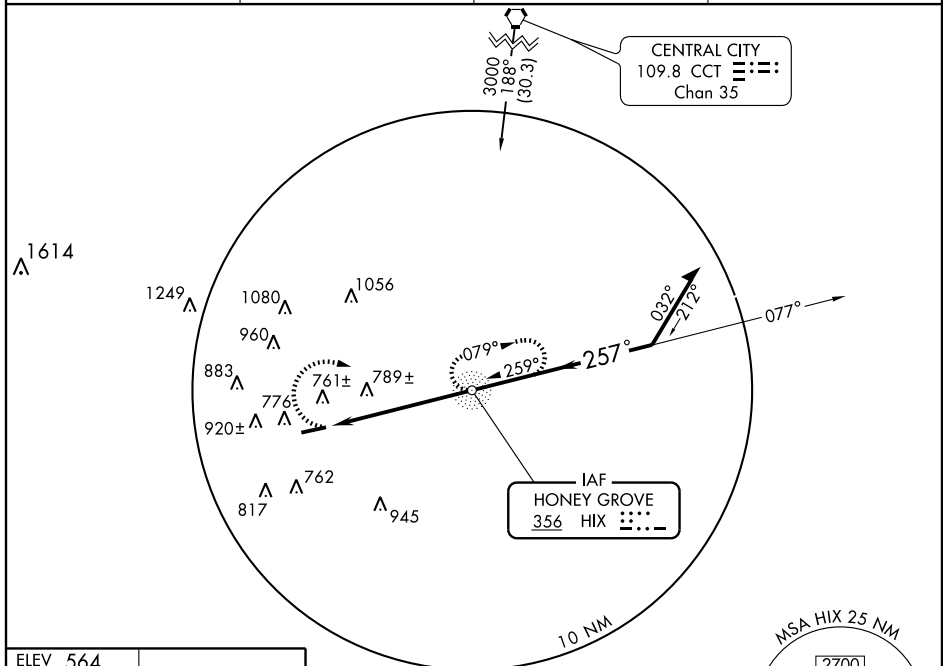 3000
188°
(30.3)
CENTRAL CITY
109.8 CCT
Chan 35
1614
1249
1080
1056
960
032°
212°
077°
079°
259°
257°
883
761±
789±
776
920±
IAF
HONEY GROVE
356 HIX
762
817
945
10 NM
MSA HIX 25 NM
2700
ELEV 564